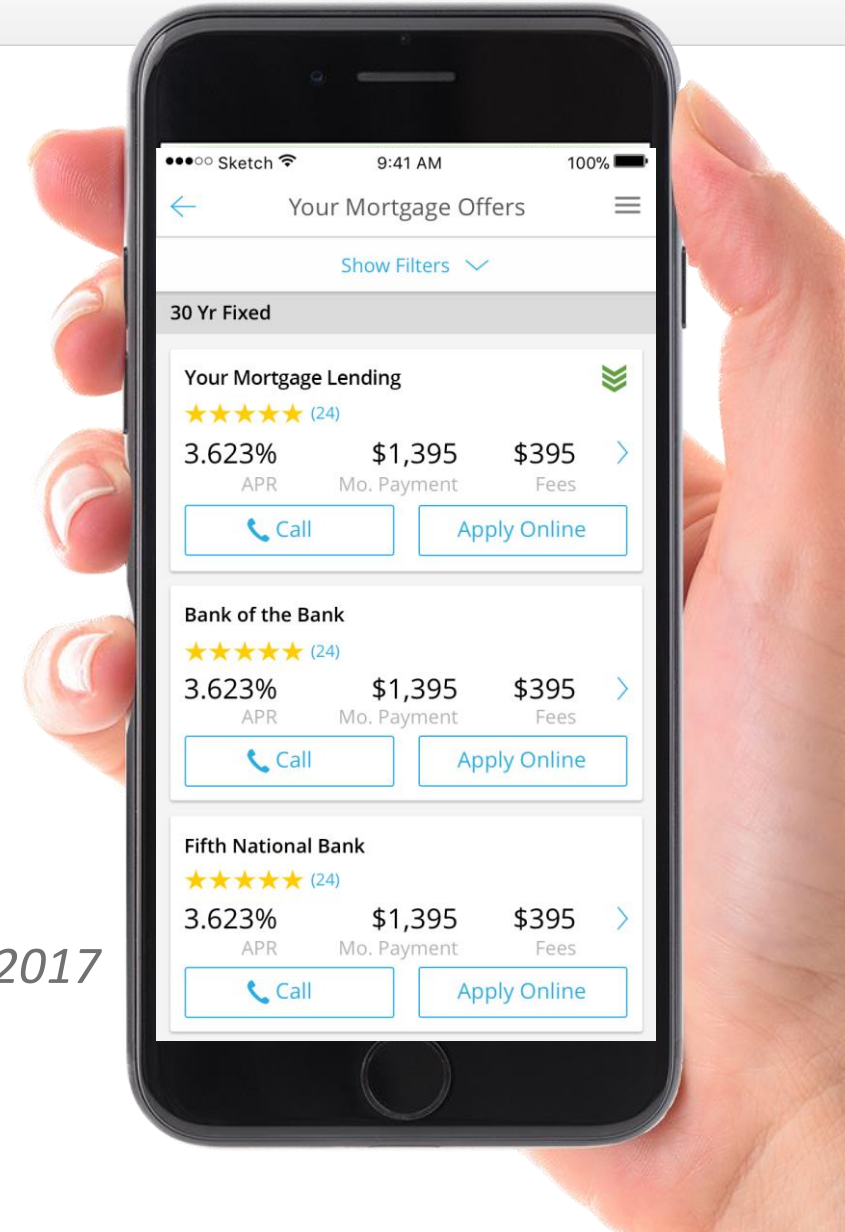 ●●●○○ Sketch 9:41 AM 100%
Your Mortgage Offers
Show Filters
30 Yr Fixed
Your Mortgage Lending
(24)
3.623% $1,395 $395
APR Mo. Payment Fees
Call Apply Online
Bank of the Bank
(24)
3.623% $1,395 $395
APR Mo. Payment Fees
Call Apply Online
Fifth National Bank
(24)
3.623% $1,395 $395
APR Mo. Payment Fees
2017
Call Apply Online